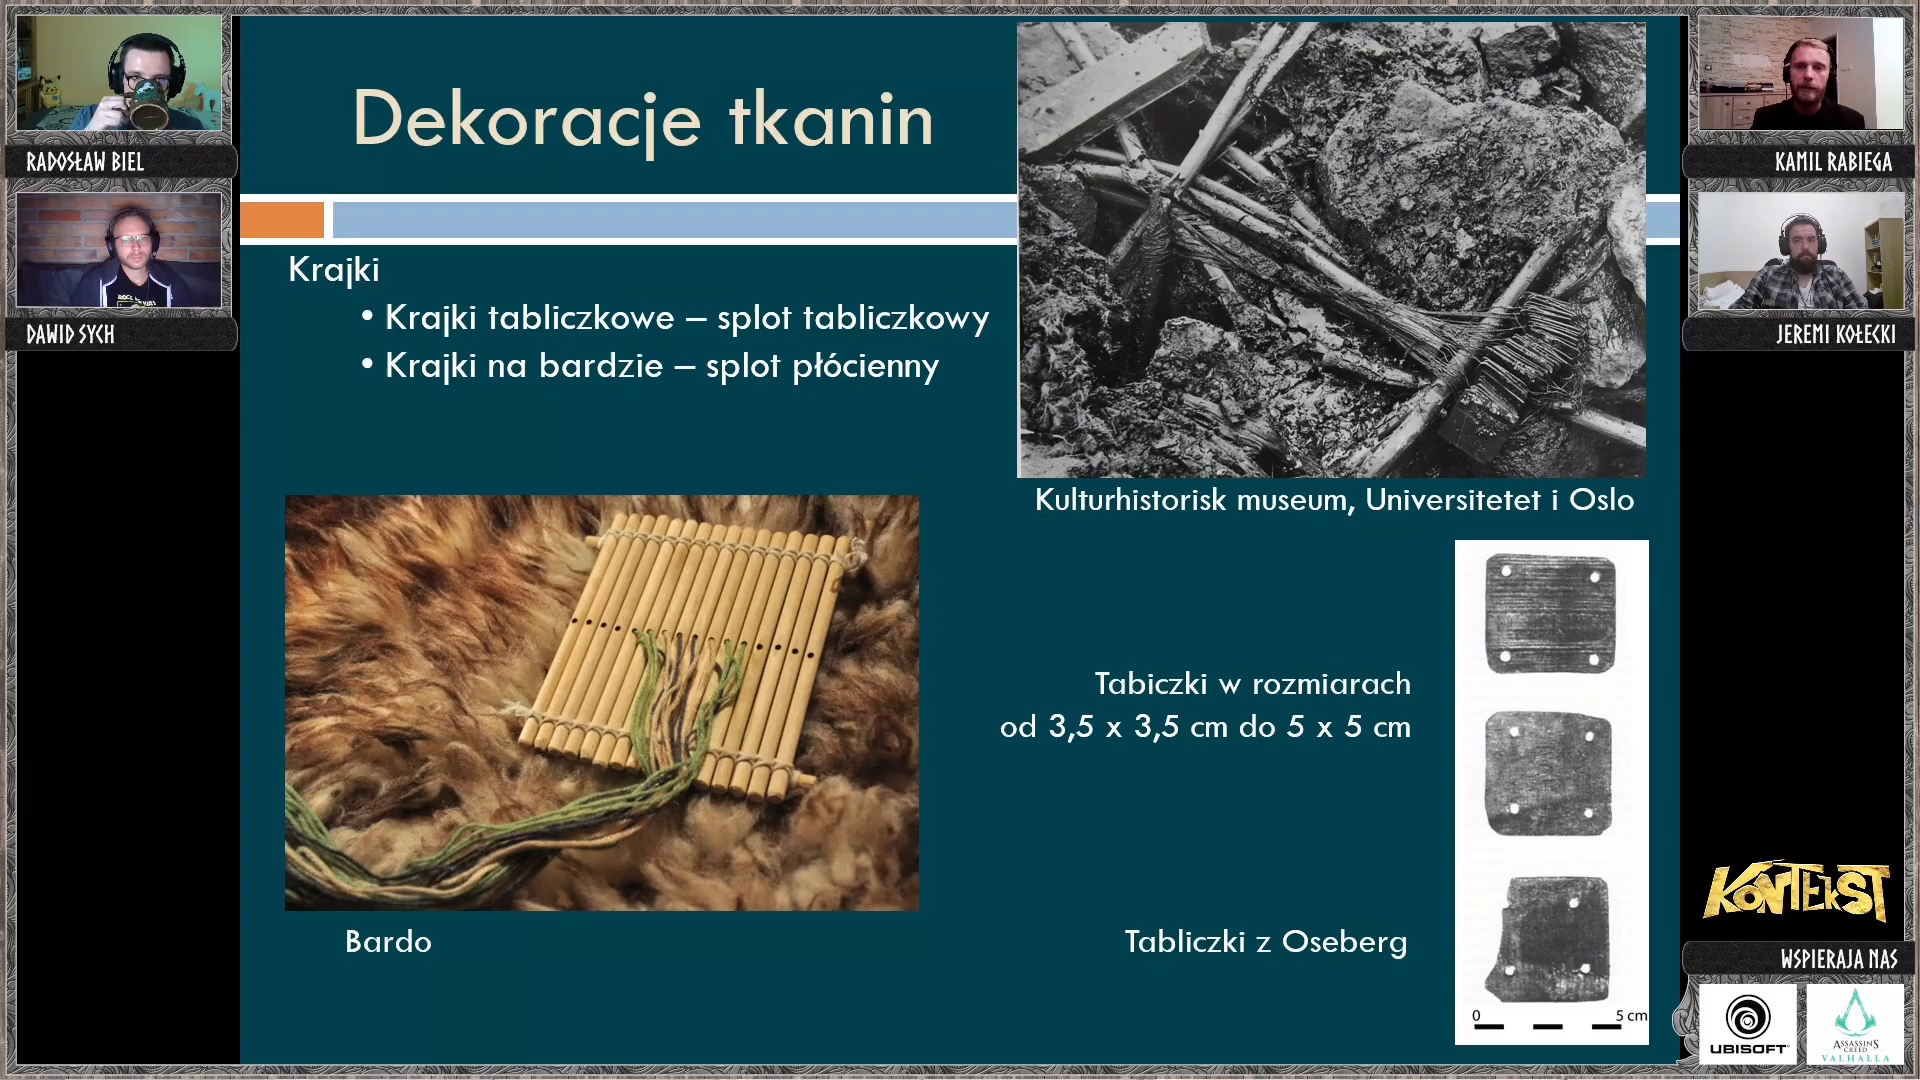 Dekoracje tkanin
RADOSŁAW BIEL
DAWID SYCH
KAMIL RABIEGA
JEREMI KOŁECKI
Krajki
• Krajki tabliczkowe – splot tabliczkowy
• Krajki na bardzie – splot płócienny
Kulturhistorisk museum, Universitetet i Oslo
Tabiczki w rozmiarach
od 3,5 x 3,5 cm do 5 x 5 cm
Bardo
Tabliczki z Oseberg
0 5 cm
KONTEKST
WSPIERAJA NAS
UBISOFT
ASSASSIN'S
CREED
VALHALLA